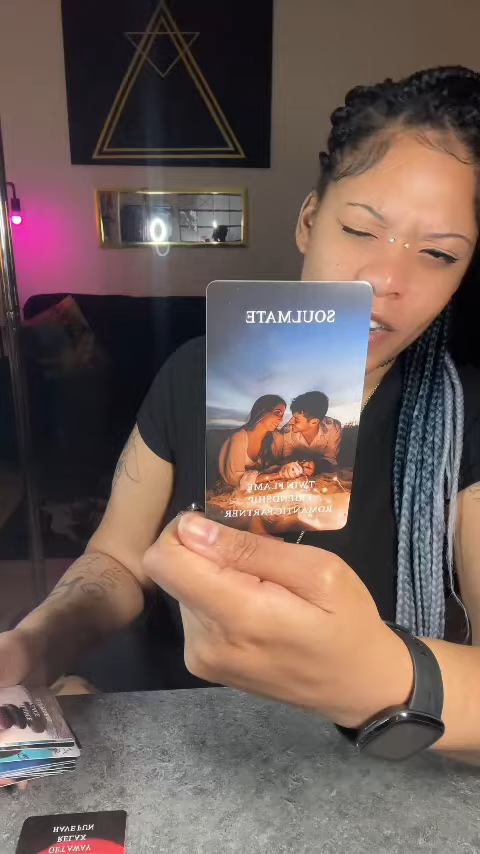 SOULMATE
TWIN FLAME
FRIENDSHIP
ROMANTIC PARTNER
HAVE FUN
RELAX
GET AWAY